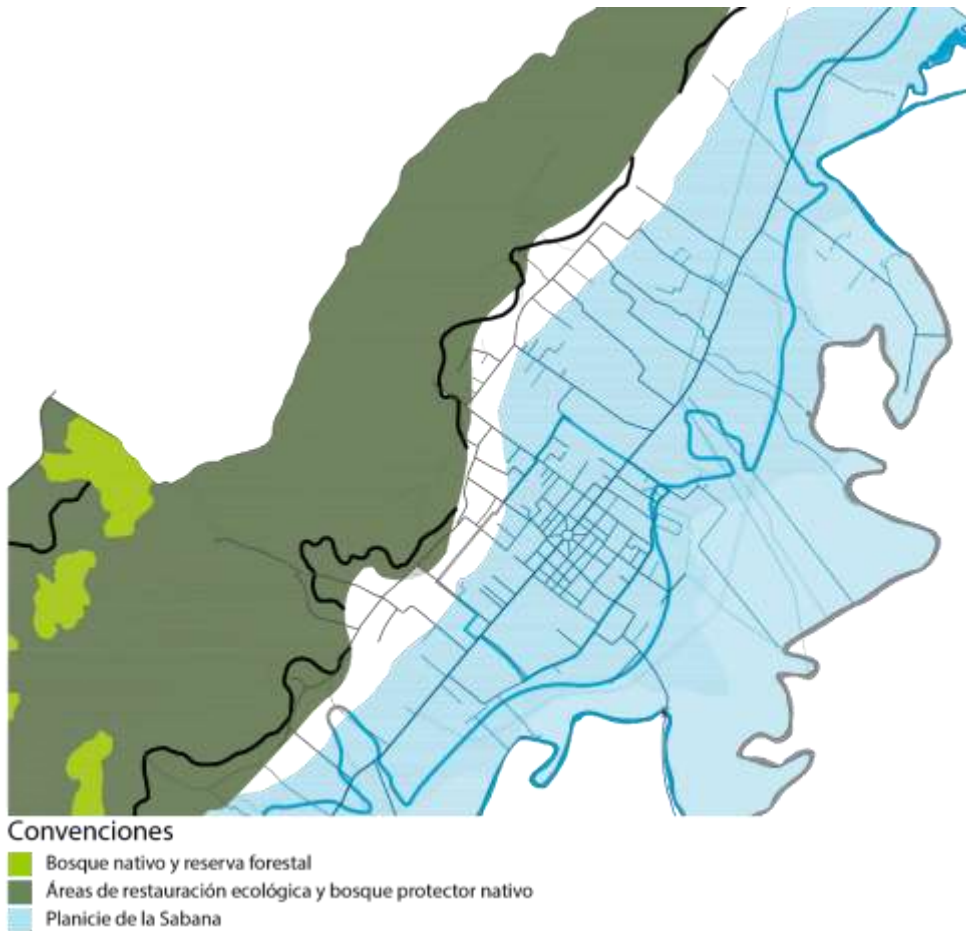 Convenciones
Bosque nativo y reserva forestal
Áreas de restauración ecológica y bosque protector nativo
Planicie de la Sabana